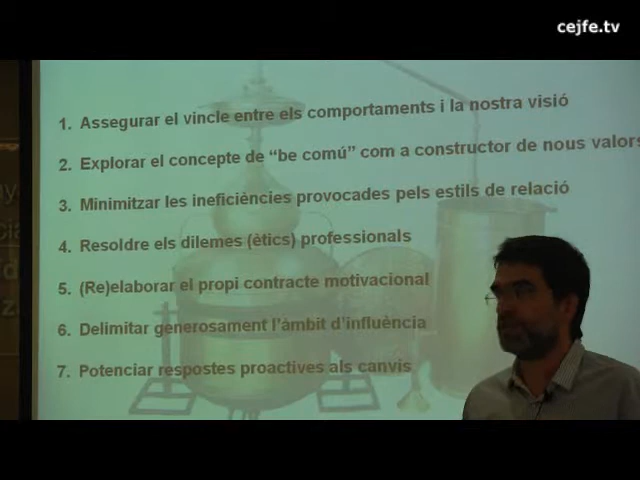 cejfe.tv
1. Assegurar el vincle entre els comportaments i la nostra visió
2. Explorar el concepte de "be comú" com a constructor de nous valors
3. Minimitzar les ineficiències provocades pels estils de relació
4. Resoldre els dilemes (ètics) professionals
5. (Re)elaborar el propi contracte motivacional
6. Delimitar generosament l'àmbit d'influència
7. Potenciar respostes proactives als canvis